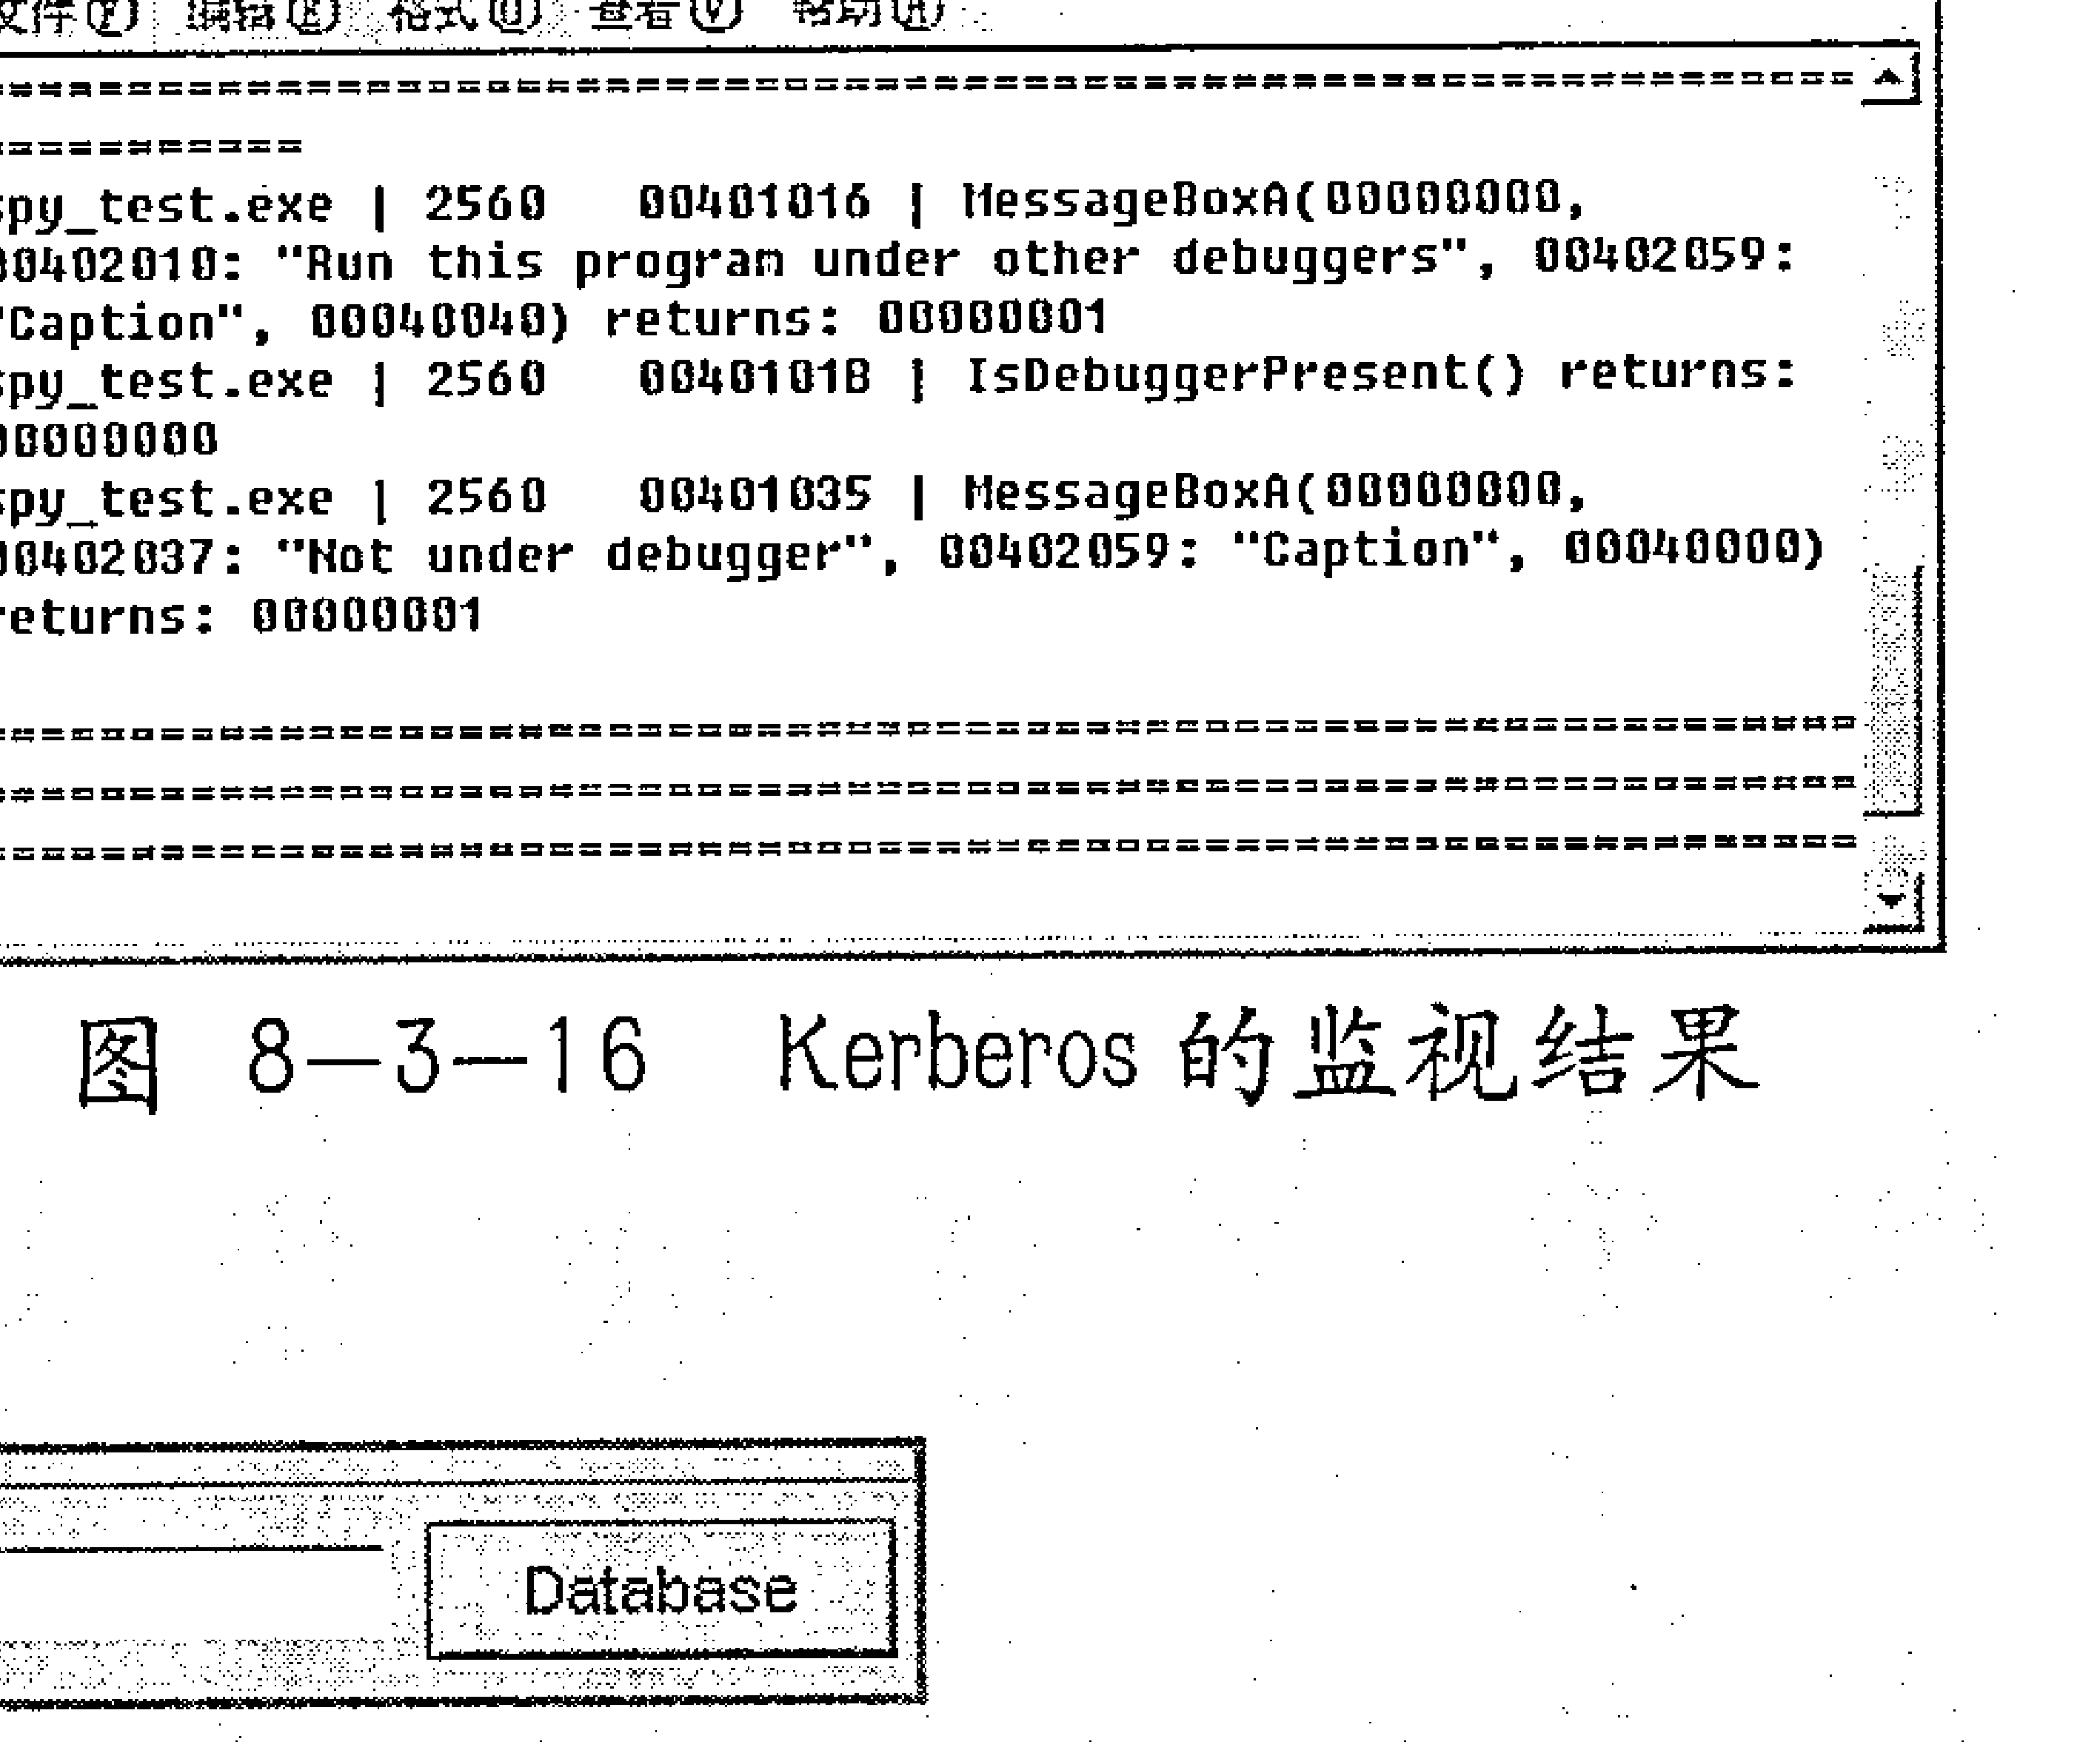 文件(F) 编辑(E) 格式(O) 查看(V) 帮助(H)
==============================================================
===========
spy_test.exe | 2560 00401016 | MessageBoxA(00000000,
00402010: "Run this program under other debuggers", 00402059:
"Caption", 00040040) returns: 00000001
spy_test.exe | 2560 0040101B | IsDebuggerPresent() returns:
00000000
spy_test.exe | 2560 00401035 | MessageBoxA(00000000,
00402037: "Not under debugger", 00402059: "Caption", 00040000)
returns: 00000001
==============================================================
==============================================================
==============================================================
图 8—3—16 Kerberos 的监视结果
Database